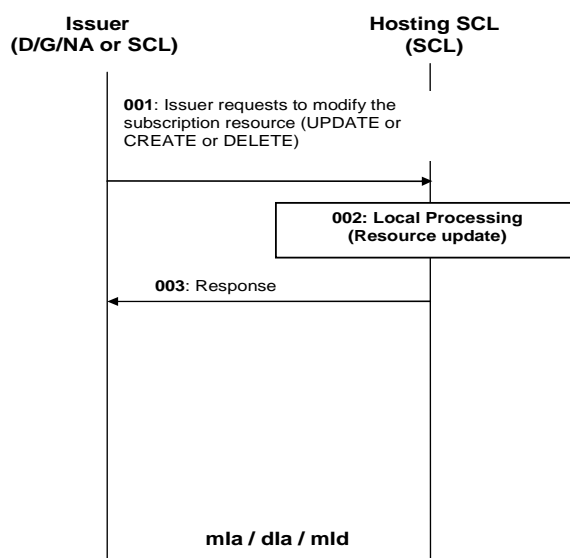 Issuer
(D/G/NA or SCL)
Hosting SCL
(SCL)
001: Issuer requests to modify the
subscription resource (UPDATE or
CREATE or DELETE)
002: Local Processing
(Resource update)
003: Response
mIa / dIa / mId